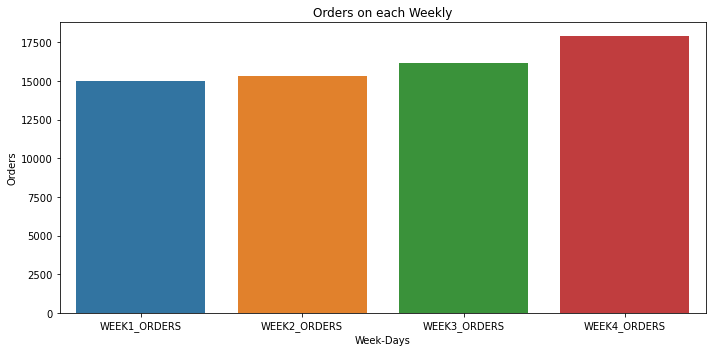 Orders on each Weekly
17500
15000
12500
10000
7500
5000
2500
0
Orders
WEEK1_ORDERS WEEK2_ORDERS WEEK3_ORDERS WEEK4_ORDERS
Week-Days